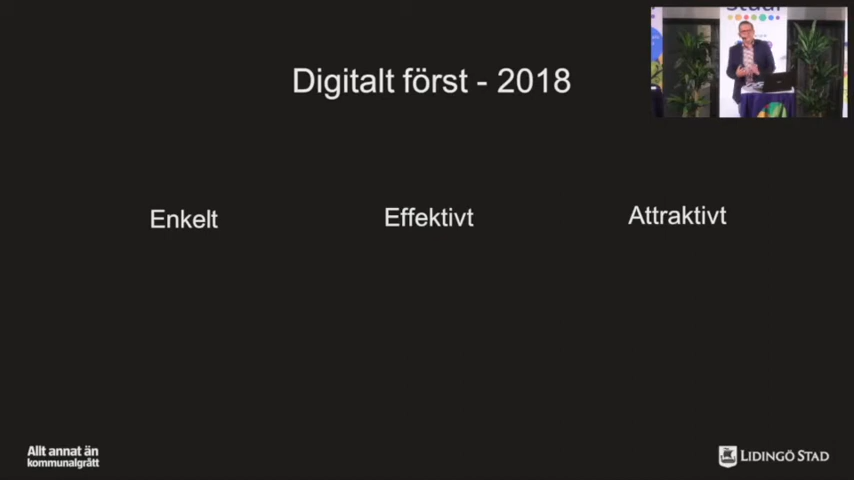 Digitalt först - 2018
Enkelt
Effektivt
Attraktivt
Allt annat än
kommunalgrått
LIDINGÖ STAD